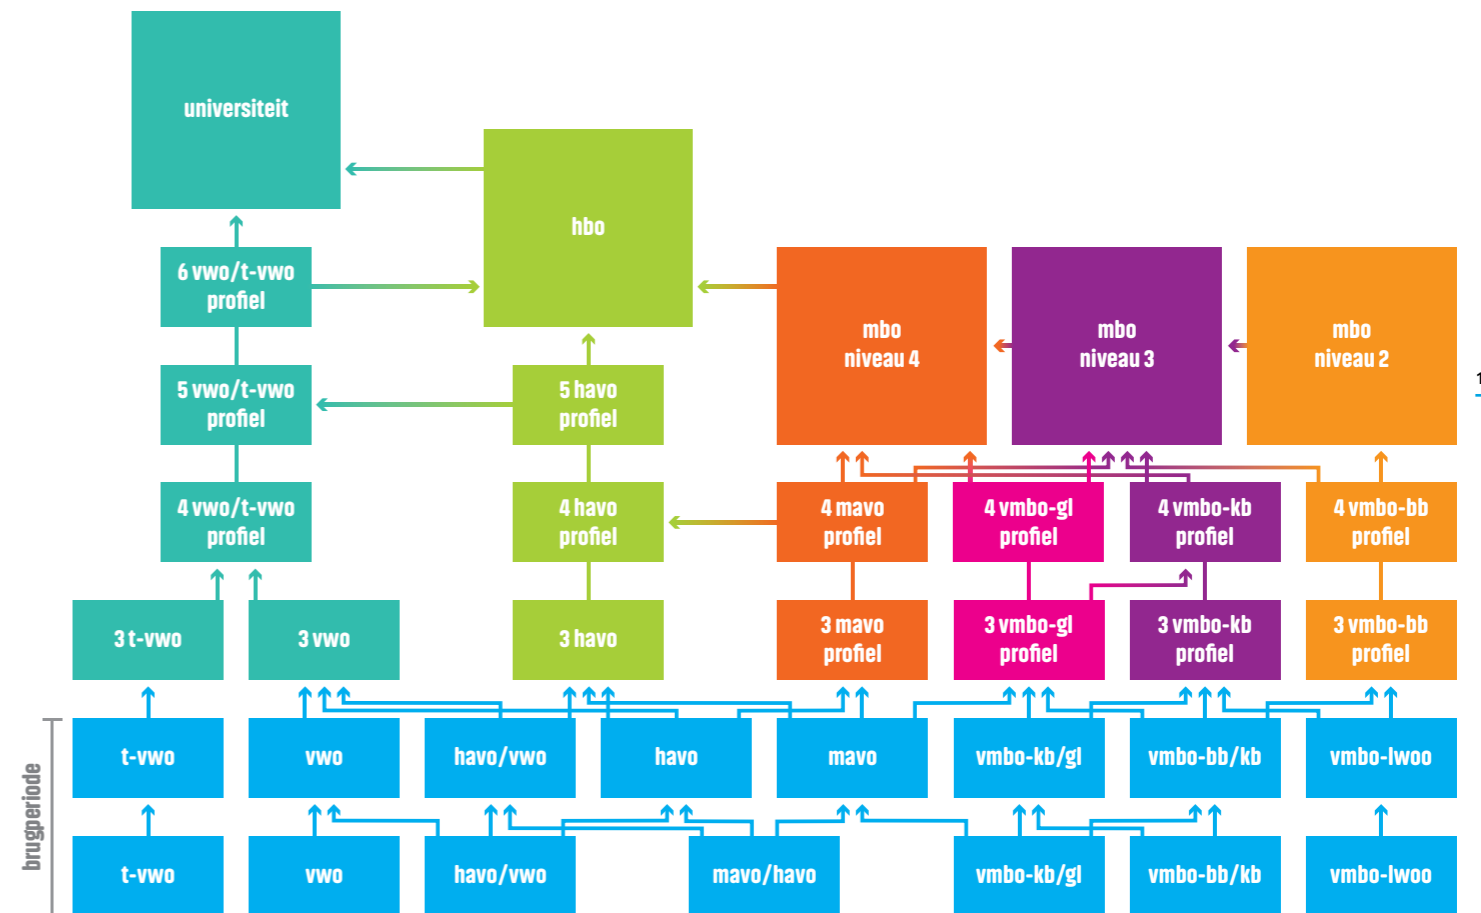 universiteit
hbo
6 vwo/t-vwo
profiel
mbo
niveau 4
mbo
niveau 3
mbo
niveau 2
5 vwo/t-vwo
profiel
5 havo
profiel
1
4 vwo/t-vwo
profiel
4 havo
profiel
4 mavo
profiel
4 vmbo-gl
profiel
4 vmbo-kb
profiel
4 vmbo-bb
profiel
3 t-vwo
3 vwo
3 havo
3 mavo
profiel
3 vmbo-gl
profiel
3 vmbo-kb
profiel
3 vmbo-bb
profiel
brugperiode
t-vwo
vwo
havo/vwo
havo
mavo
vmbo-kb/gl
vmbo-bb/kb
vmbo-lwoo
t-vwo
vwo
havo/vwo
mavo/havo
vmbo-kb/gl
vmbo-bb/kb
vmbo-lwoo